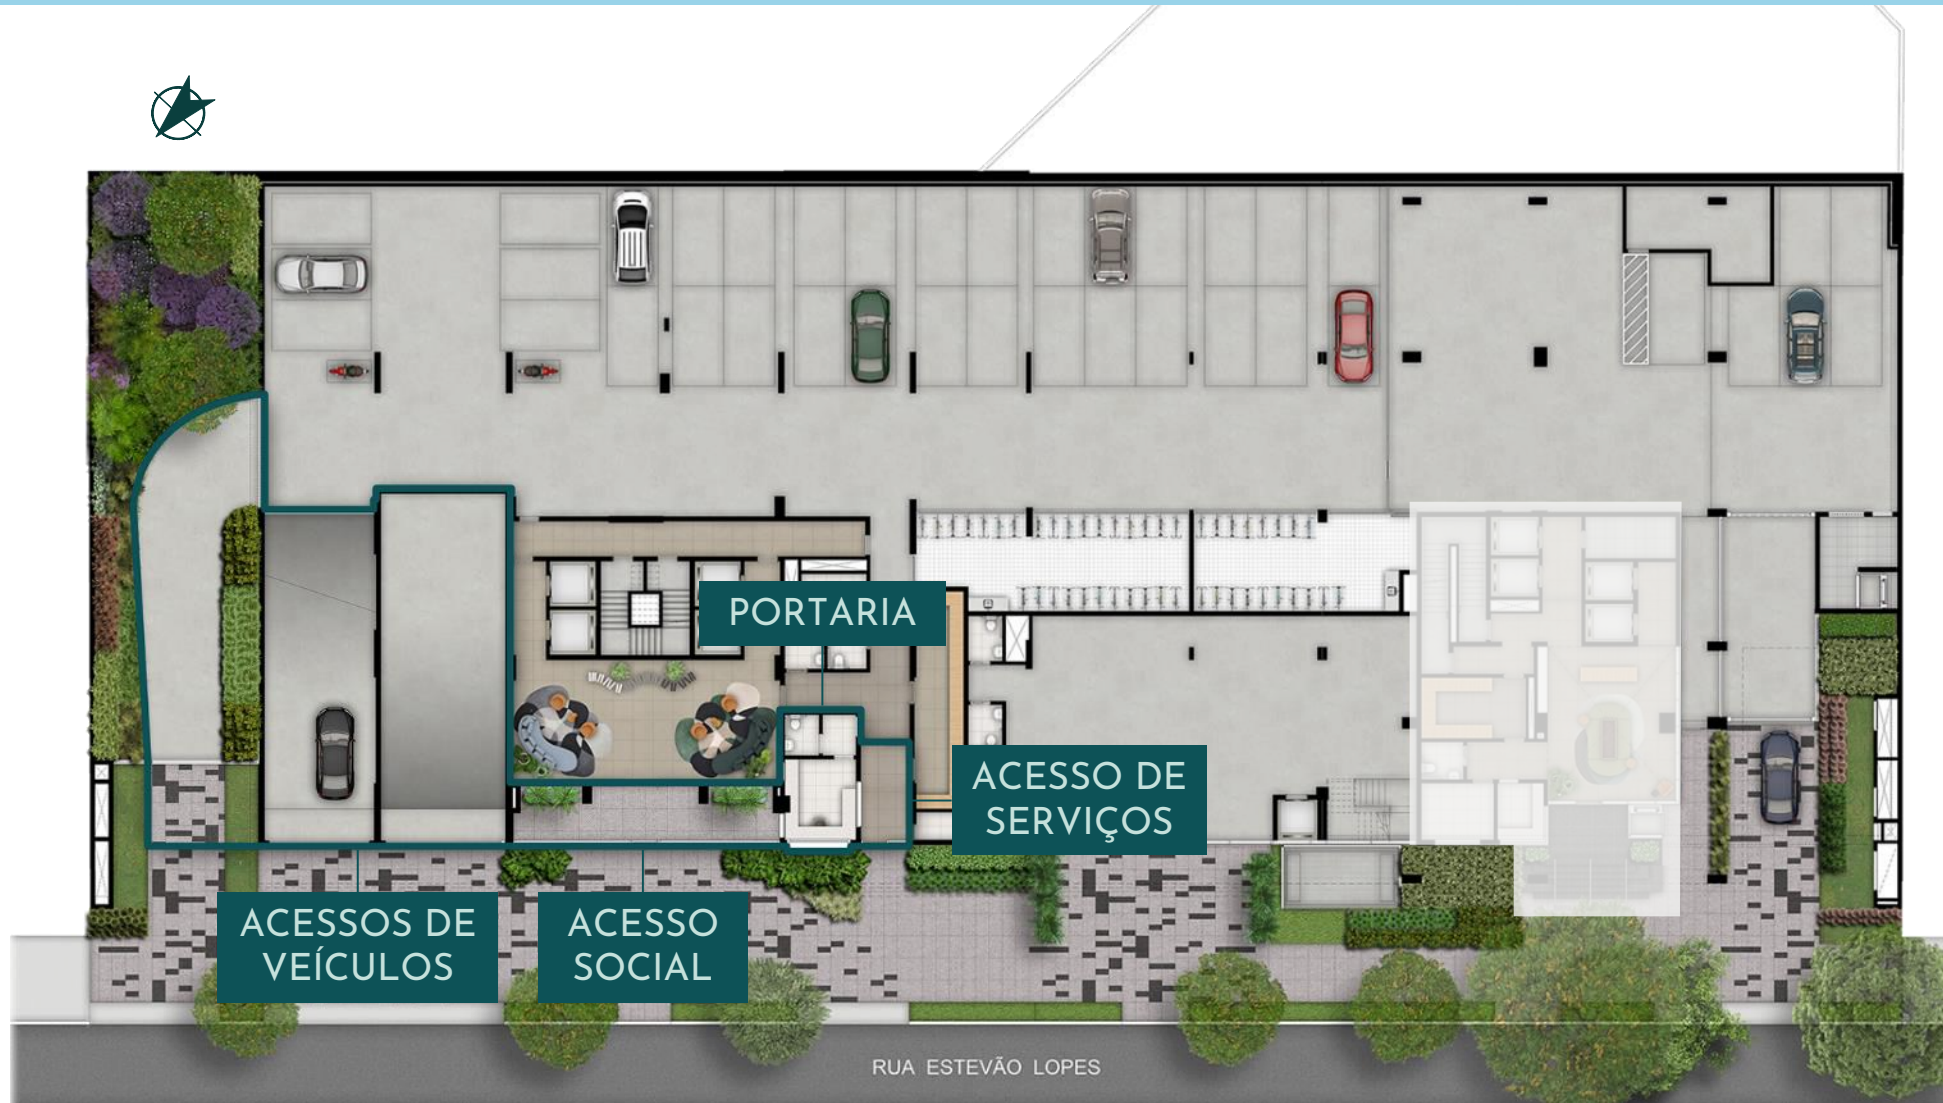 PORTARIA
ACESSO DE
SERVIÇOS
ACESSOS DE
VEÍCULOS
ACESSO
SOCIAL
RUA ESTEVÃO LOPES